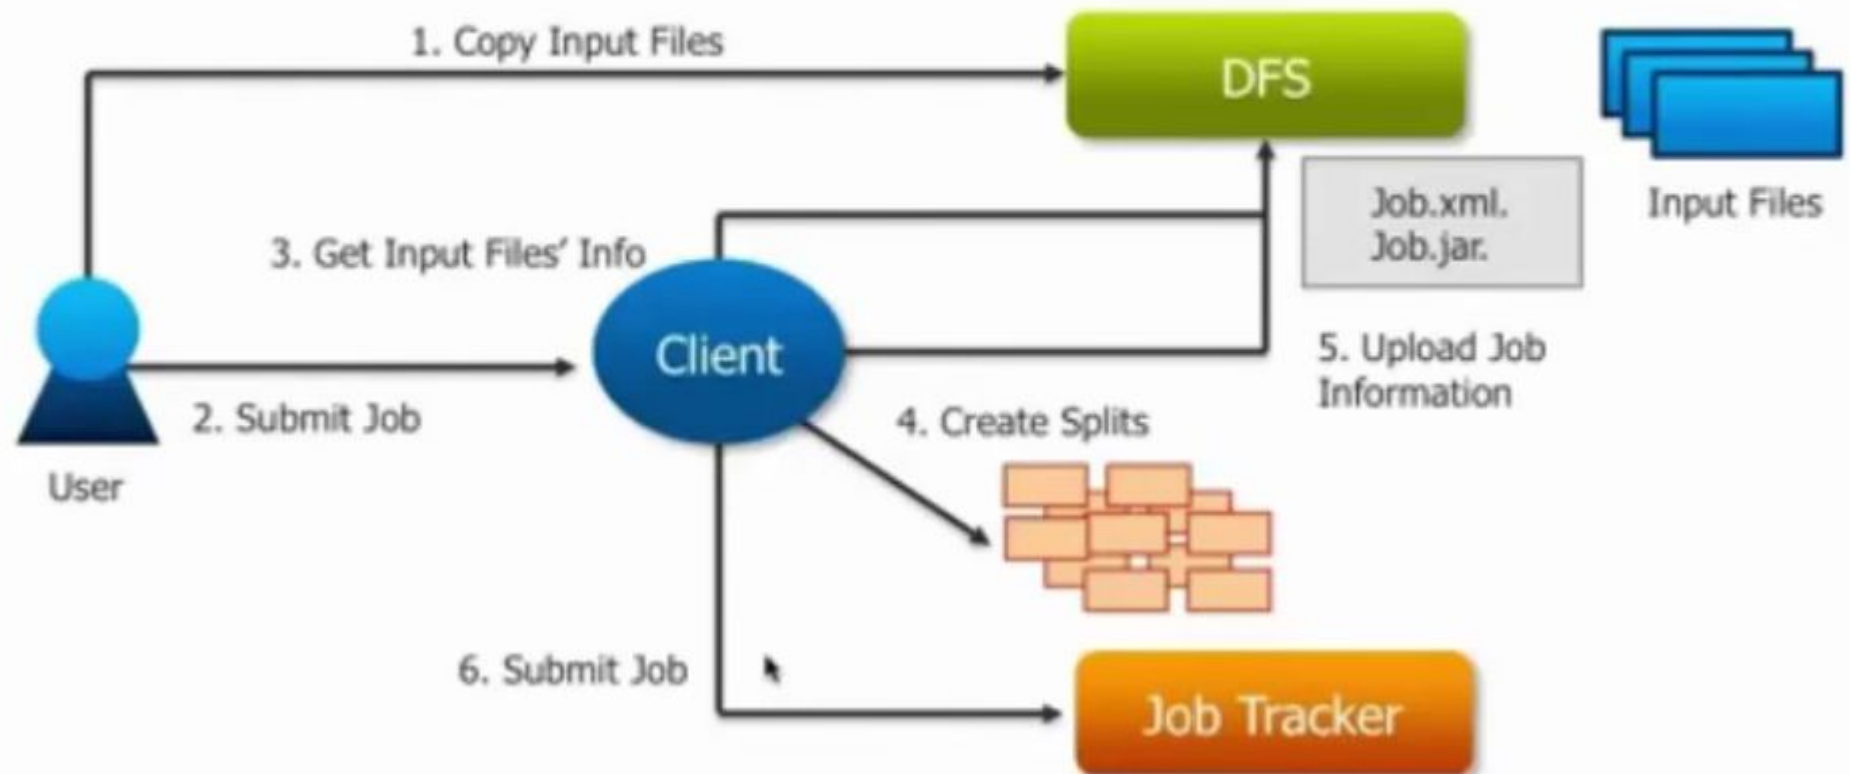 1. Copy Input Files
DFS
Job.xml.
Job.jar.
Input Files
3. Get Input Files’ Info
Client
5. Upload Job
Information
2. Submit Job
4. Create Splits
User
6. Submit Job
Job Tracker